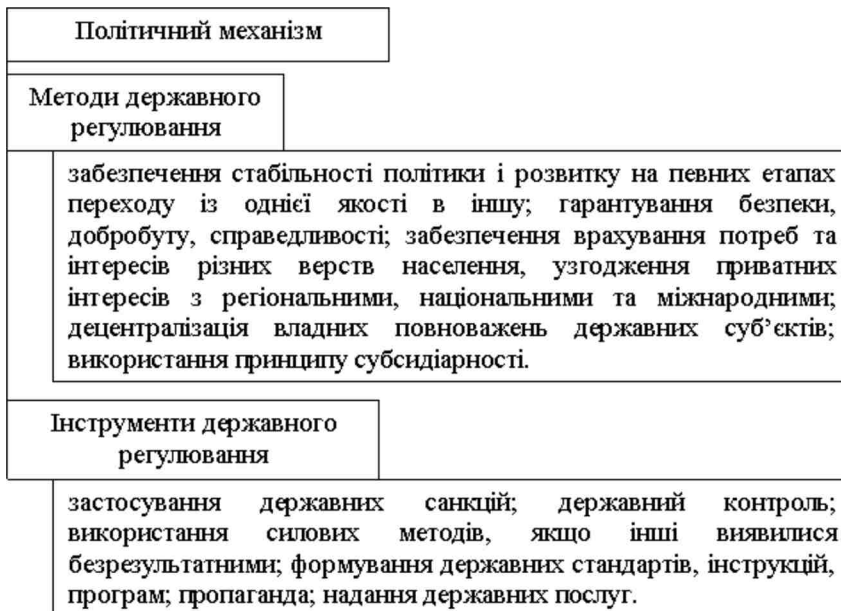 Політичний механізм
Методи державного
регулювання
забезпечення стабільності політики і розвитку на певних етапах
переходу із однієї якості в іншу; гарантування безпеки,
добробуту, справедливості; забезпечення врахування потреб та
інтересів різних верств населення, узгодження приватних
інтересів з регіональними, національними та міжнародними;
децентралізація владних повноважень державних суб’єктів;
використання принципу субсидіарності.
Інструменти державного
регулювання
застосування державних санкцій; державний контроль;
використання силових методів, якщо інші виявилися
безрезультатними; формування державних стандартів, інструкцій,
програм; пропаганда; надання державних послуг.